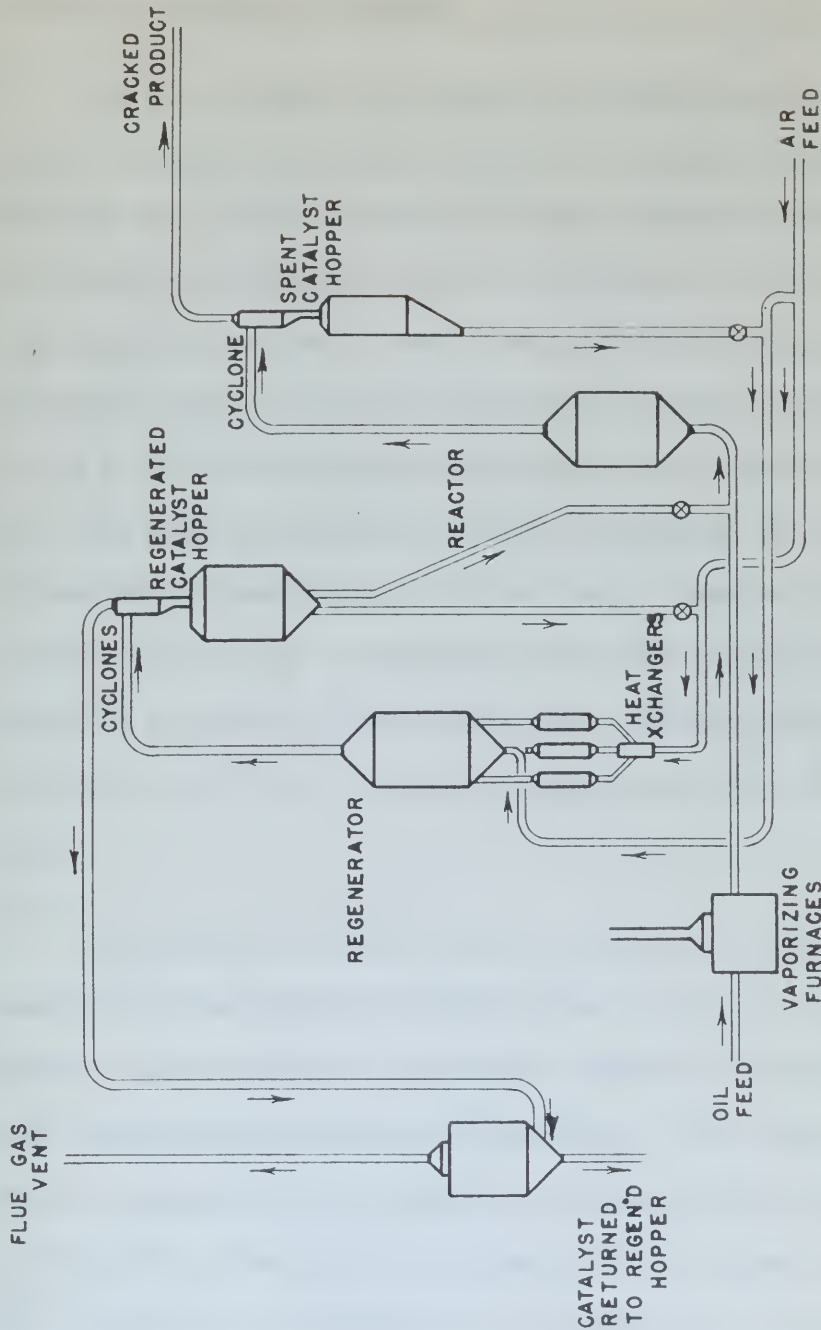 FLUE GAS
VENT
CATALYST
RETURNED
TO REGEN'D
HOPPER
OIL
FEED
VAPORIZING
FURNACES
REGENERATOR
HEAT
XCHANGERS
CYCLONES
REGENERATED
CATALYST
HOPPER
REACTOR
CYCLONE
SPENT
CATALYST
HOPPER
CRACKED
PRODUCT
AIR
FEED